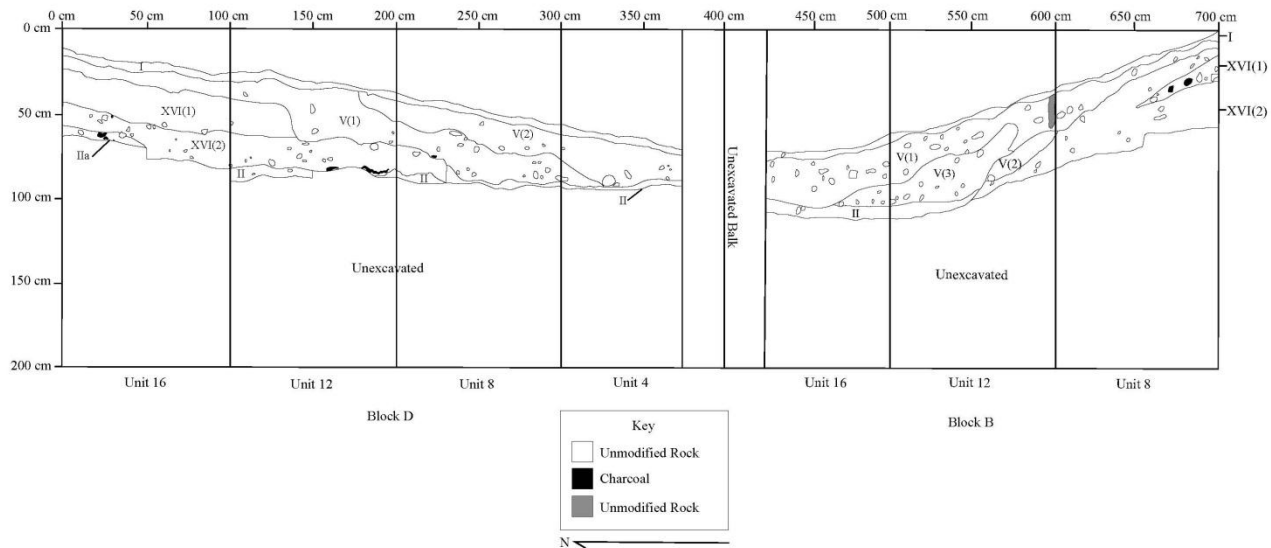 0 cm 50 cm 100 cm 150 cm 200 cm 250 cm 300 cm 350 cm 400 cm 450 cm 500 cm 550 cm 600 cm 650 cm 700 cm
0 cm
I
I
XVI(1)
50 cm
XVI(1)
V(1)
V(2)
XVI(2)
XVI(2)
IIa
II
II
II
V(1)
V(3)
V(2)
II
100 cm
Unexcavated Balk
Unexcavated
Unexcavated
150 cm
200 cm
Unit 16
Unit 12
Unit 8
Unit 4
Unit 16
Unit 12
Unit 8
Block D
Block B
Key
Unmodified Rock
Charcoal
Unmodified Rock
N